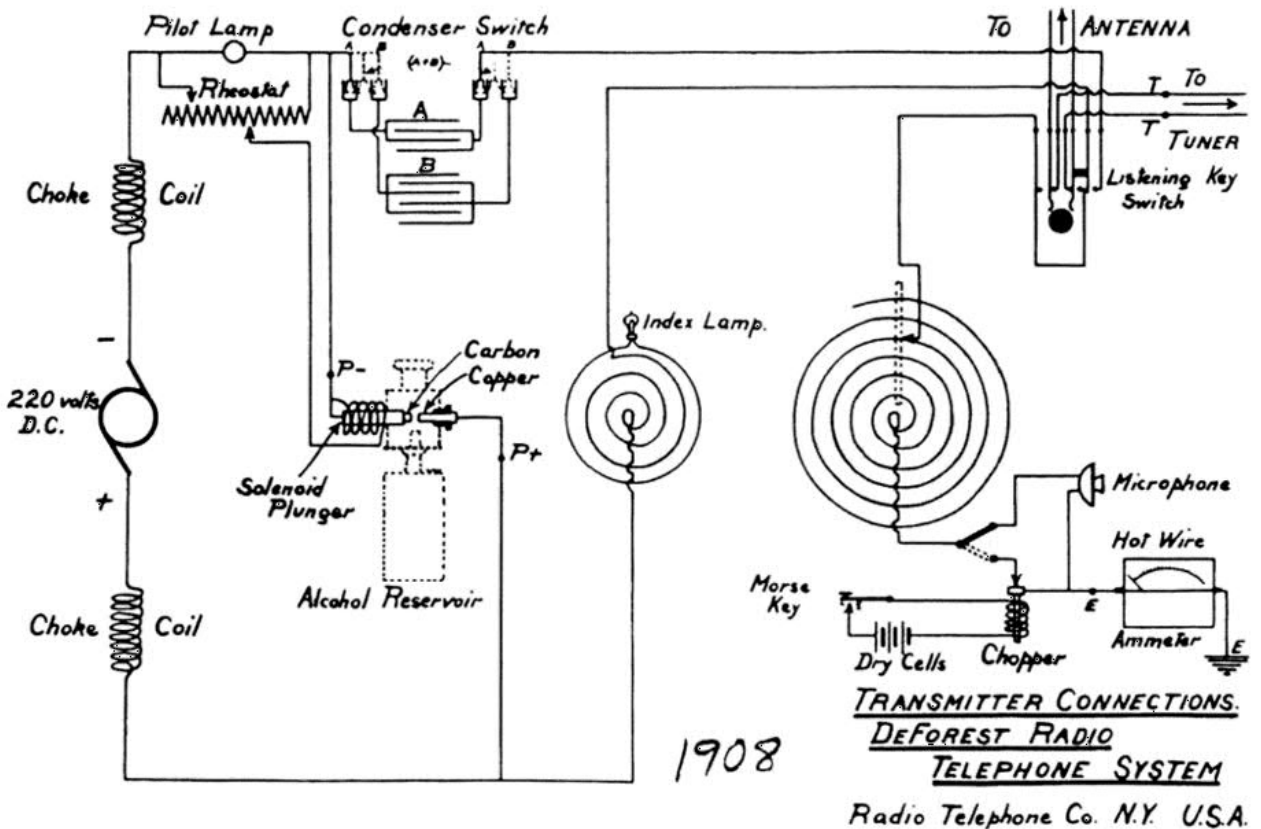 Pilot Lamp
Condenser Switch
To Antenna
A B
(A+B)
A B
Rheostat
A
B
T To
T Tuner
Listening Key
Switch
Choke Coil
-
220 volts
D.C.
+
Choke Coil
P-
Carbon
Copper
P+
Solenoid
Plunger
Alcohol Reservoir
Index Lamp.
Microphone
Hot Wire
Ammeter
Morse
Key
Dry Cells
Chopper
E
E
Transmitter Connections.
DeForest Radio
Telephone System
Radio Telephone Co. N.Y. U.S.A.
1908